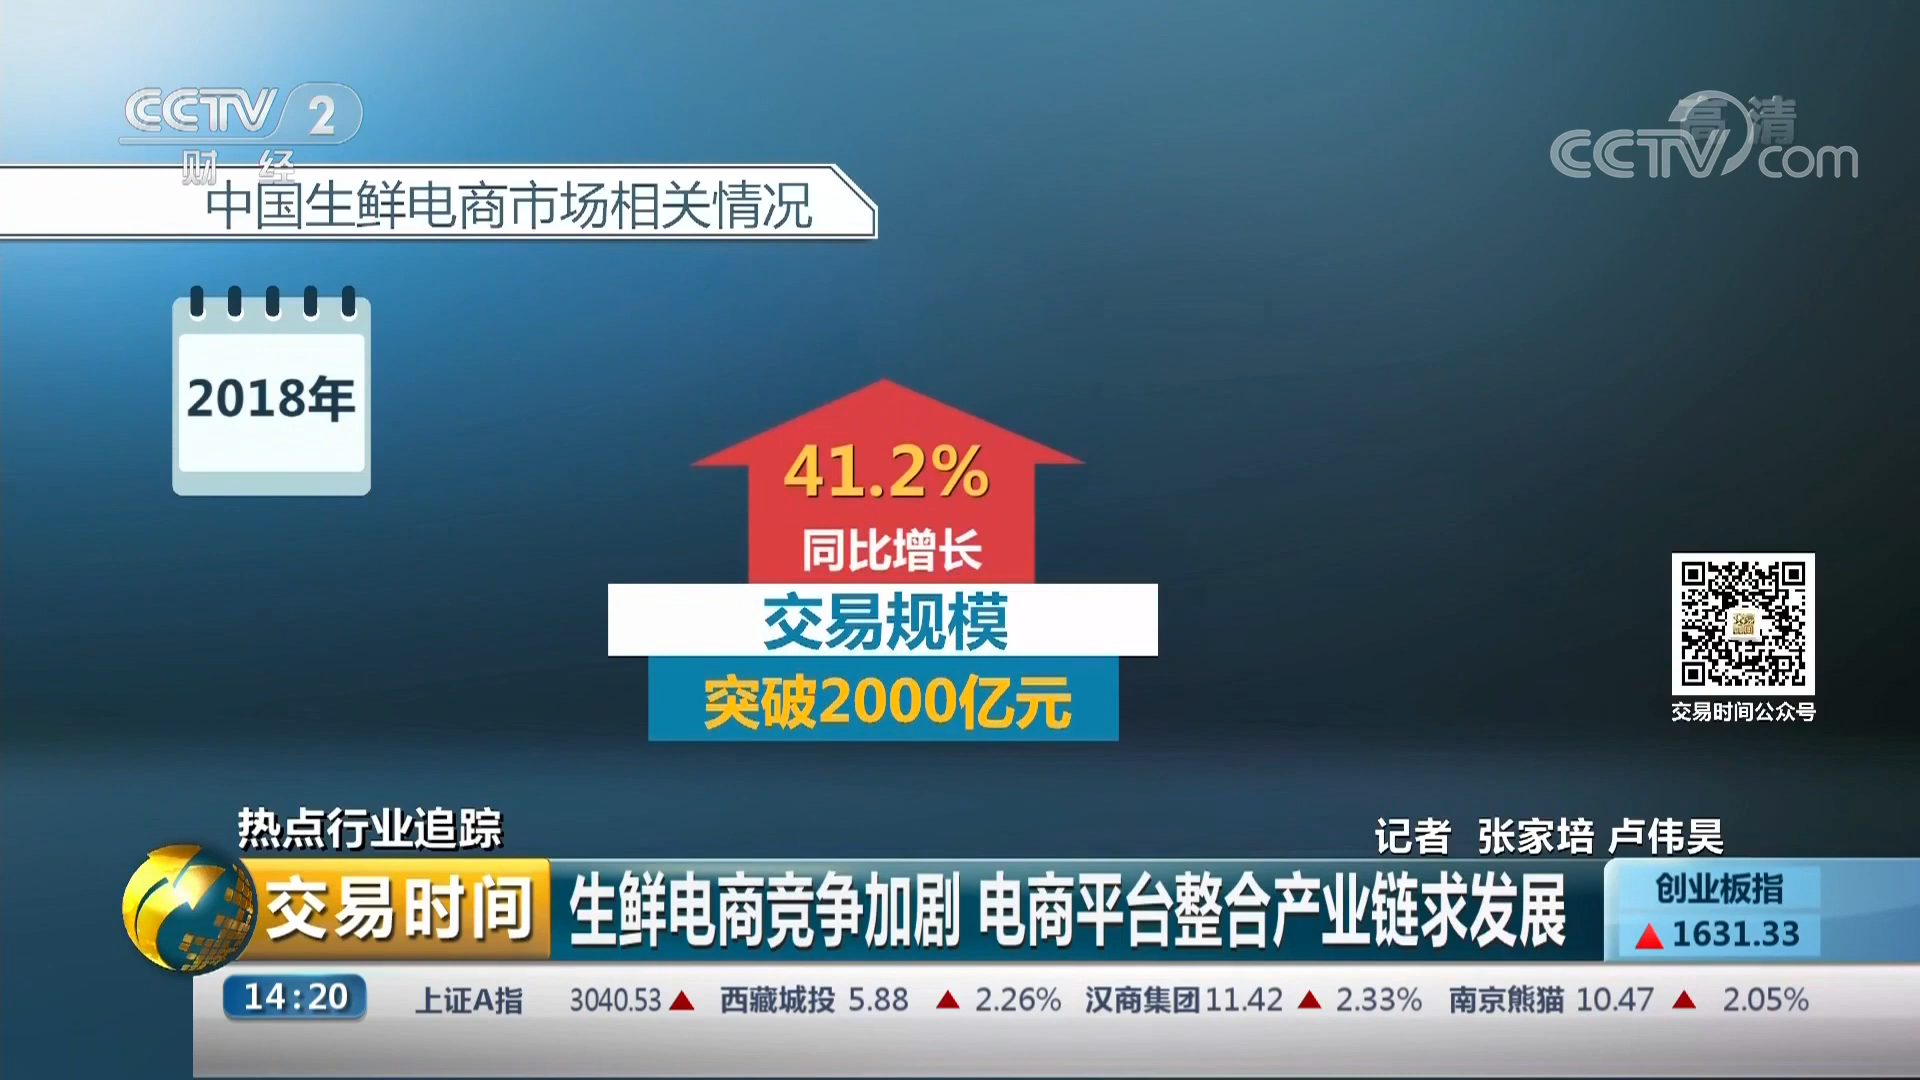 CCTV 2
财经
高清
CCTV.com
中国生鲜电商市场相关情况
2018年
41.2%
同比增长
交易规模
突破2000亿元
交易时间公众号
热点行业追踪
记者 张家培 卢伟昊
交易时间
生鲜电商竞争加剧 电商平台整合产业链求发展
创业板指
▲1631.33
14:20 上证A指 3040.53▲ 西藏城投 5.88 ▲ 2.26% 汉商集团11.42 ▲ 2.33% 南京熊猫 10.47 ▲ 2.05%